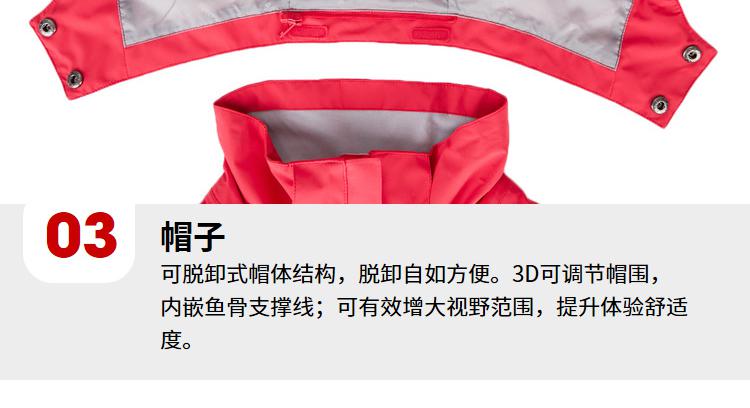 03
帽子
可脱卸式帽体结构，脱卸自如方便。3D可调节帽围，
内嵌鱼骨支撑线；可有效增大视野范围，提升体验舒适
度。